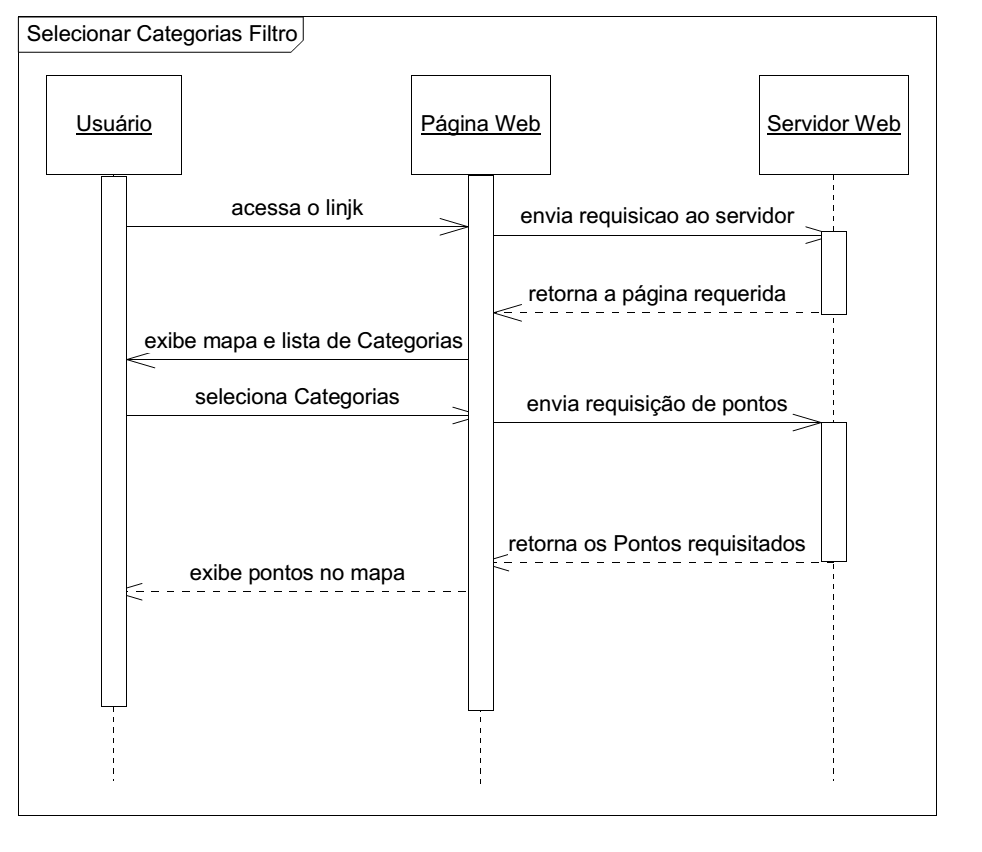 Selecionar Categorias Filtro
Usuário
Página Web
Servidor Web
acessa o linjk
envia requisicao ao servidor
retorna a página requerida
exibe mapa e lista de Categorias
seleciona Categorias
envia requisição de pontos
retorna os Pontos requisitados
exibe pontos no mapa